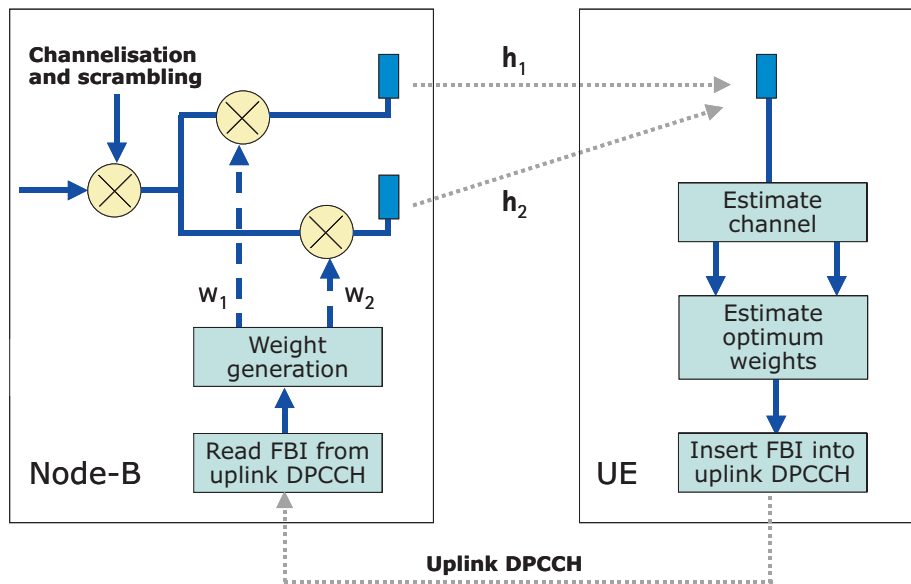 Channelisation
and scrambling
h1
h2
w1
w2
Weight
generation
Read FBI from
uplink DPCCH
Node-B
Estimate
channel
Estimate
optimum
weights
Insert FBI into
uplink DPCCH
UE
Uplink DPCCH